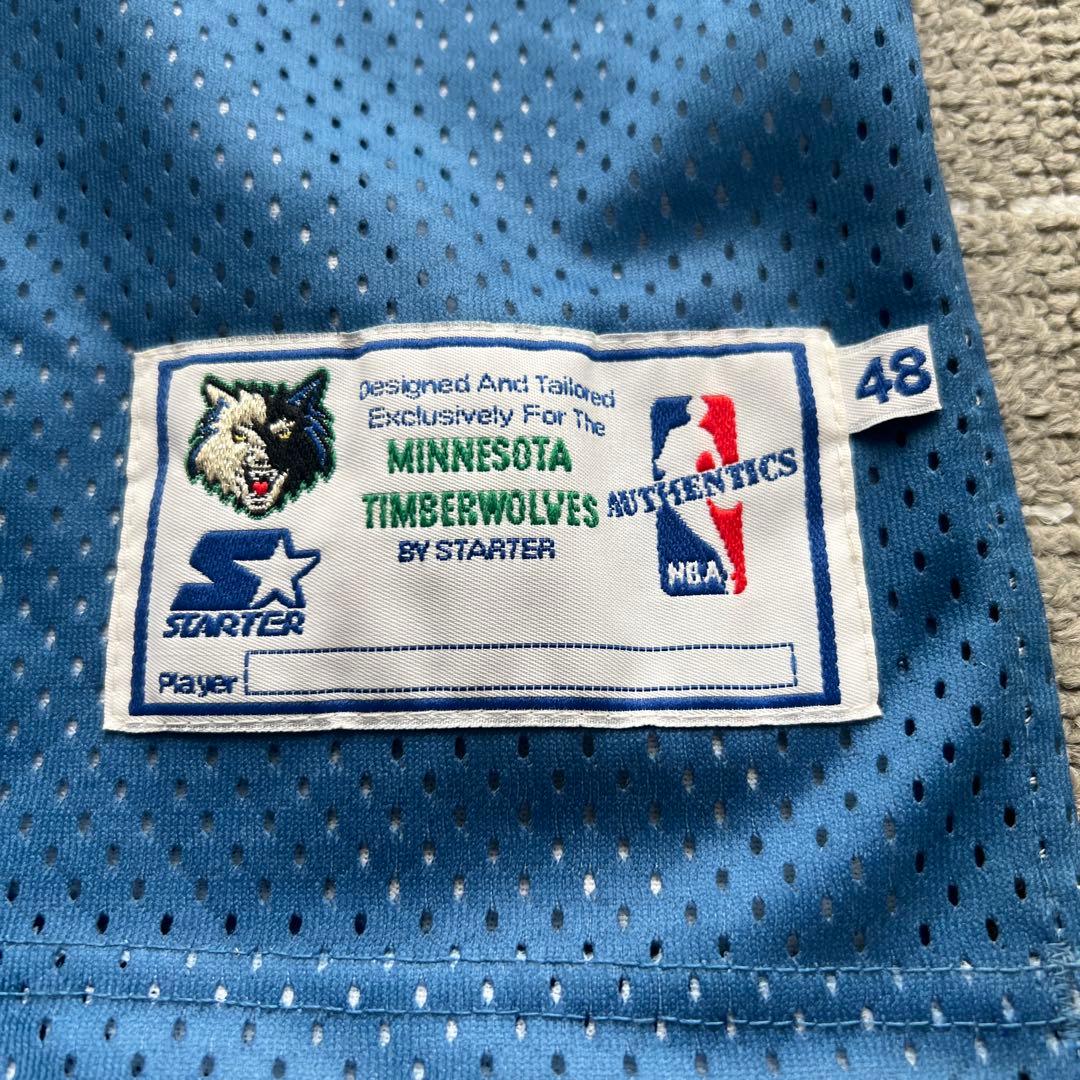 Designed And Tailored
Exclusively For The
MINNESOTA
TIMBERWOLVES
BY STARTER
STARTER
AUTHENTICS
NBA
48
Player